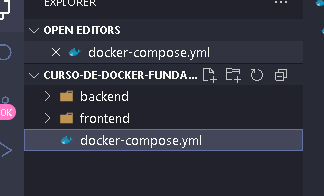 EXPLORER
OPEN EDITORS
docker-compose.yml
CURSO-DE-DOCKER-FUNDA...
backend
frontend
docker-compose.yml